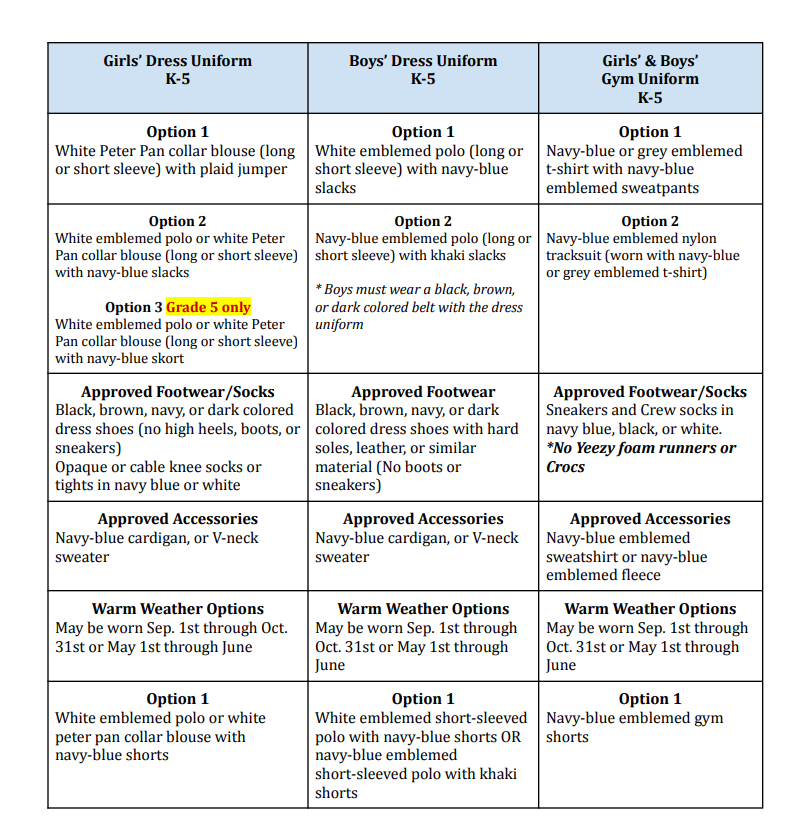 Girls' Dress Uniform
K-5
Boys' Dress Uniform
K-5
Girls' & Boys'
Gym Uniform
K-5
Option 1
White Peter Pan collar blouse (long
or short sleeve) with plaid jumper
Option 1
White emblemed polo (long or
short sleeve) with navy-blue
slacks
Option 1
Navy-blue or grey emblemed
t-shirt with navy-blue
emblemed sweatpants
Option 2
White emblemed polo or white Peter
Pan collar blouse (long or short sleeve)
with navy-blue slacks
Option 3 Grade 5 only
White emblemed polo or white Peter
Pan collar blouse (long or short sleeve)
with navy-blue skort
Option 2
Navy-blue emblemed polo (long or
short sleeve) with khaki slacks
* Boys must wear a black, brown,
or dark colored belt with the dress
uniform
Option 2
Navy-blue emblemed nylon
tracksuit (worn with navy-blue
or grey emblemed t-shirt)
Approved Footwear/Socks
Black, brown, navy, or dark colored
dress shoes (no high heels, boots, or
sneakers)
Opaque or cable knee socks or
tights in navy blue or white
Approved Footwear
Black, brown, navy, or dark
colored dress shoes with hard
soles, leather, or similar
material (No boots or
sneakers)
Approved Footwear/Socks
Sneakers and Crew socks in
navy blue, black, or white.
*No Yeezy foam runners or
Crocs
Approved Accessories
Navy-blue cardigan, or V-neck
sweater
Approved Accessories
Navy-blue cardigan, or V-neck
sweater
Approved Accessories
Navy-blue emblemed
sweatshirt or navy-blue
emblemed fleece
Warm Weather Options
May be worn Sep. 1st through Oct.
31st or May 1st through June
Warm Weather Options
May be worn Sep. 1st through
Oct. 31st or May 1st through
June
Warm Weather Options
May be worn Sep. 1st through
Oct. 31st or May 1st through
June
Option 1
White emblemed polo or white
peter pan collar blouse with
navy-blue shorts
Option 1
White emblemed short-sleeved
polo with navy-blue shorts OR
navy-blue emblemed
short-sleeved polo with khaki
shorts
Option 1
Navy-blue emblemed gym
shorts